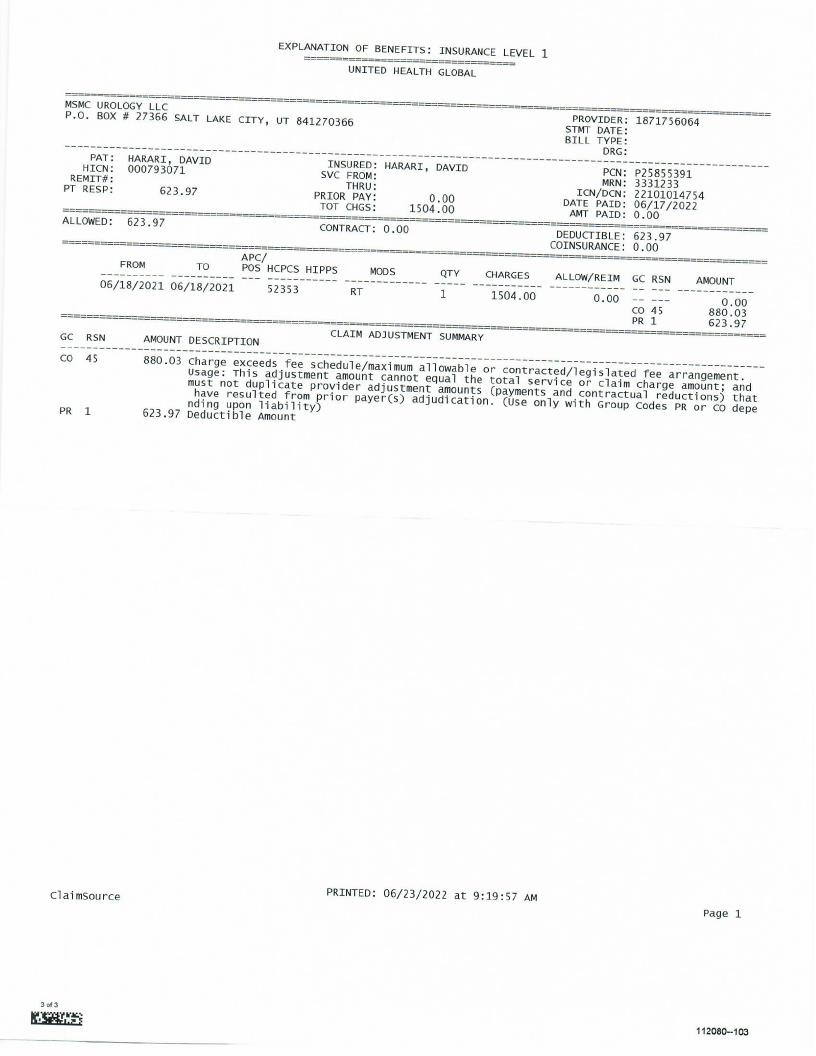 EXPLANATION OF BENEFITS: INSURANCE LEVEL 1
==================================
UNITED HEALTH GLOBAL
MSMC UROLOGY LLC PROVIDER: 1871756064
P.O. BOX # 27366 SALT LAKE CITY, UT 841270366 STMT DATE:
BILL TYPE:
DRG:
PAT: HARARI, DAVID INSURED: HARARI, DAVID PCN: P25855391
HICN: 000793071 SVC FROM: MRN: 3331233
REMIT#: THRU: ICN/DCN: 22101014754
PT RESP: 623.97 PRIOR PAY: 0.00 DATE PAID: 06/17/2022
TOT CHGS: 1504.00 AMT PAID: 0.00
ALLOWED: 623.97 CONTRACT: 0.00 DEDUCTIBLE: 623.97
COINSURANCE: 0.00
APC/
FROM TO POS HCPCS HIPPS MODS QTY CHARGES ALLOW/REIM GC RSN AMOUNT
06/18/2021 06/18/2021 52353 RT 1 1504.00 0.00 -- --- 0.00
CO 45 880.03
PR 1 623.97
CLAIM ADJUSTMENT SUMMARY
GC RSN AMOUNT DESCRIPTION
CO 45 880.03 Charge exceeds fee schedule/maximum allowable or contracted/legislated fee arrangement.
Usage: This adjustment amount cannot equal the total service or claim charge amount; and
must not duplicate provider adjustment amounts (payments and contractual reductions) that
have resulted from prior payer(s) adjudication. (Use only with Group Codes PR or CO depe
nding upon liability)
PR 1 623.97 Deductible Amount
ClaimSource PRINTED: 06/23/2022 at 9:19:57 AM
Page 1
3 of 3
112080--103